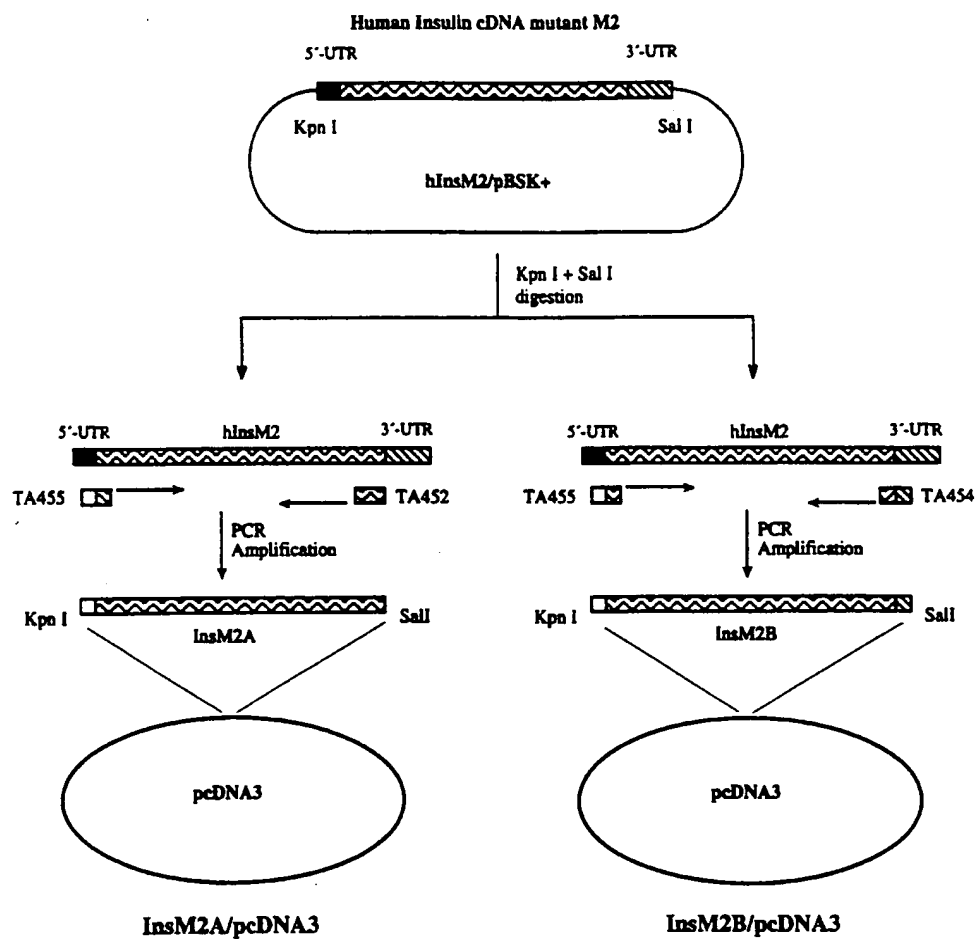 Human Insulin cDNA mutant M2
5´-UTR 3´-UTR
Kpn I Sal I
hInsM2/pBSK+
Kpn I + Sal I
digestion
5´-UTR hInsM2 3´-UTR
TA455 TA452
PCR
Amplification
Kpn I SalI
InsM2A
pcDNA3
InsM2A/pcDNA3
5´-UTR hInsM2 3´-UTR
TA455 TA454
PCR
Amplification
Kpn I SalI
InsM2B
pcDNA3
InsM2B/pcDNA3